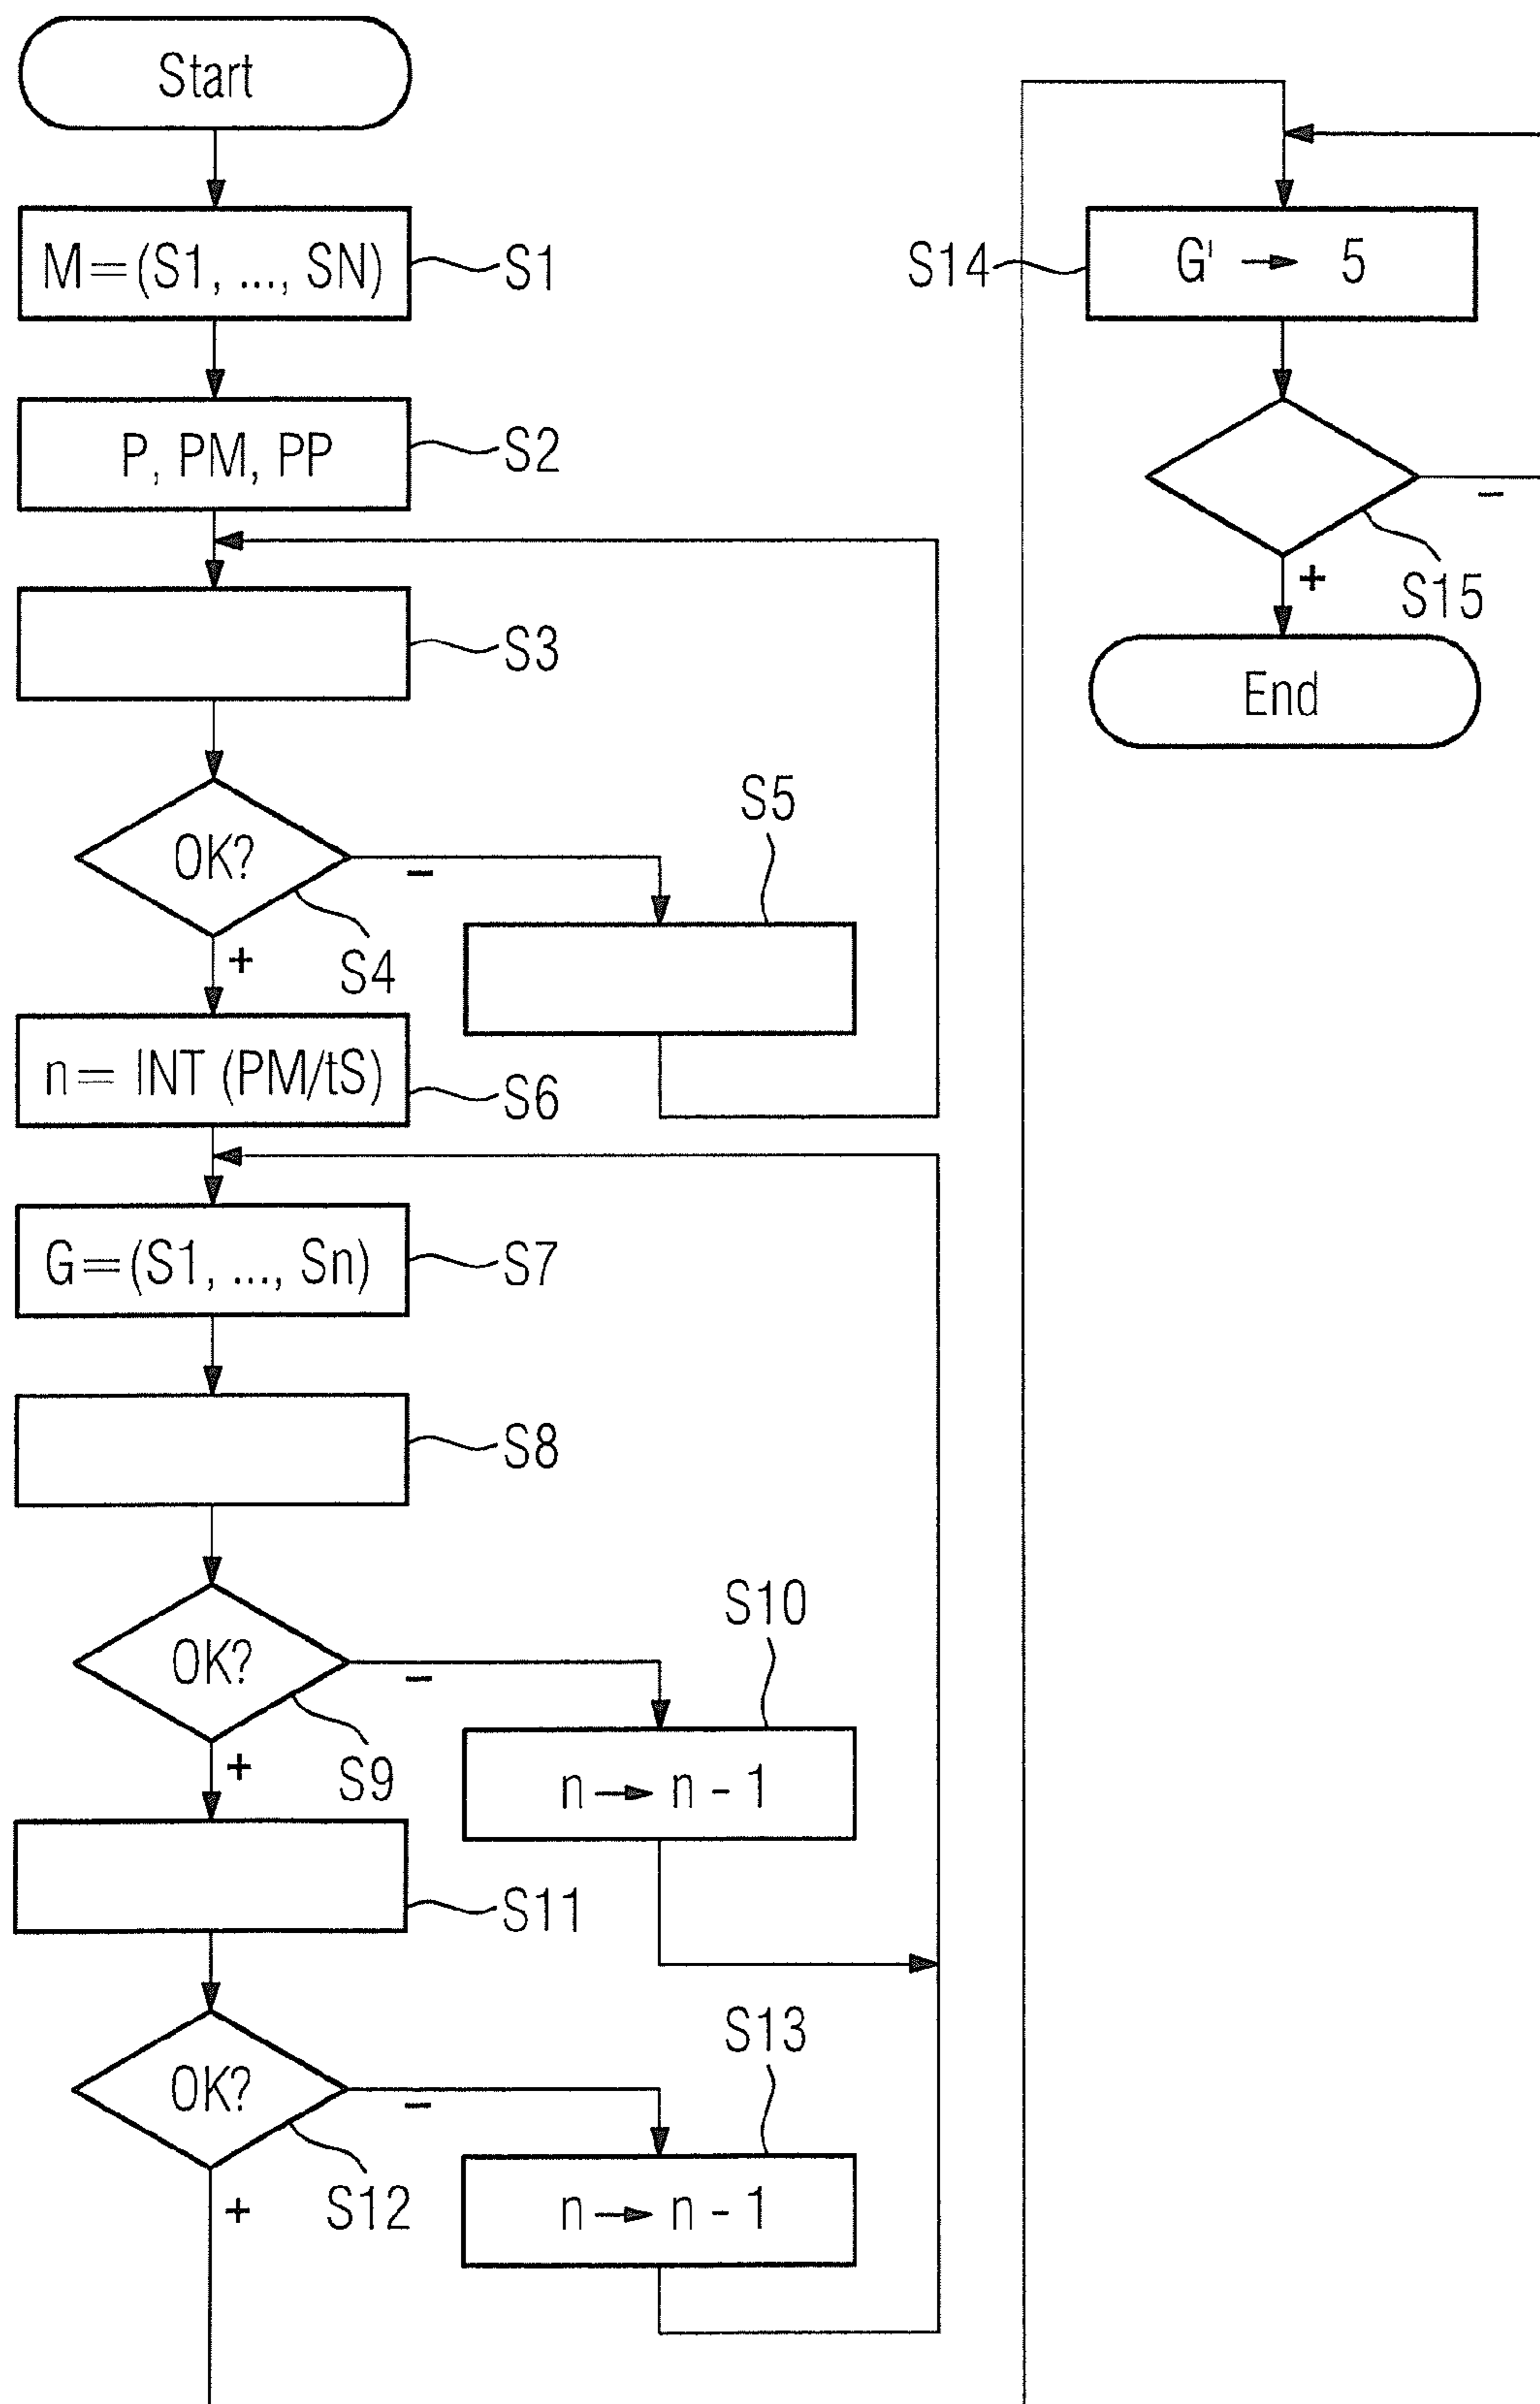 Start
M=(S1, ..., SN)
S1
P, PM, PP
S2
S3
OK?
−
S4
+
S5
n= INT (PM/tS)
S6
G=(S1, ..., Sn)
S7
S8
OK?
−
S9
+
S10
n → n - 1
S11
OK?
−
S12
+
S13
n → n - 1
S14
G' → 5
−
S15
+
End